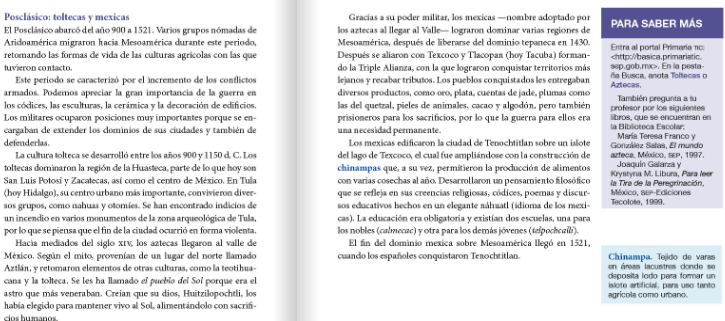 Posclásico: toltecas y mexicas
El Posclásico abarcó del año 900 a 1521. Varios grupos nómadas de
Aridoamérica migraron hacia Mesoamérica durante este periodo,
retomando las formas de vida de las culturas agrícolas con las que
tuvieron contacto.
Este periodo se caracterizó por el incremento de los conflictos
armados. Podemos apreciar la gran importancia de la guerra en
los códices, las esculturas, la cerámica y la decoración de edificios.
Los militares ocuparon posiciones muy importantes porque se en-
cargaban de extender los dominios de sus ciudades y también de
defenderlas.
La cultura tolteca se desarrolló entre los años 900 y 1150 d. C. Los
toltecas dominaron la región de la Huasteca, parte de lo que hoy son
San Luis Potosí y Zacatecas, así como el centro de México. En Tula
(hoy Hidalgo), su centro urbano más importante, convivieron diver-
sos grupos, como nahuas y otomíes. Se han encontrado indicios de
un incendio en varios monumentos de la zona arqueológica de Tula,
por lo que se piensa que el fin de la ciudad ocurrió en forma violenta.
Hacia mediados del siglo XIV, los aztecas llegaron al valle de
México. Según el mito, provenían de un lugar del norte llamado
Aztlán, y retomaron elementos de otras culturas, como la teotihua-
cana y la tolteca. Se les ha llamado el pueblo del Sol porque era el
astro que más veneraban. Creían que su dios, Huitzilopochtli, los
había elegido para mantener vivo al Sol, alimentándolo con sacrifi-
cios humanos.
Gracias a su poder militar, los mexicas —nombre adoptado por
los aztecas al llegar al Valle— lograron dominar varias regiones de
Mesoamérica, después de liberarse del dominio tepaneca en 1430.
Después se aliaron con Texcoco y Tlacopan (hoy Tacuba) forman-
do la Triple Alianza, con la que lograron conquistar territorios más
lejanos y recabar tributos. Los pueblos conquistados les entregaban
diversos productos, como oro, plata, cuentas de jade, plumas como
las del quetzal, pieles de animales, cacao y algodón, pero también
prisioneros para los sacrificios, por lo que la guerra para ellos era
una necesidad permanente.
Los mexicas edificaron la ciudad de Tenochtitlan sobre un islote
del lago de Texcoco, el cual fue ampliándose con la construcción de
chinampas que, a su vez, permitieron la producción de alimentos
con varias cosechas al año. Desarrollaron un pensamiento filosófico
que se refleja en sus creencias religiosas, códices, poemas y discur-
sos educativos hechos en un elegante náhuatl (idioma de los mexi-
cas). La educación era obligatoria y existían dos escuelas, una para
los nobles (calmecac) y otra para los demás jóvenes (telpochcalli).
El fin del dominio mexica sobre Mesoamérica llegó en 1521,
cuando los españoles conquistaron Tenochtitlan.
PARA SABER MÁS
Entra al portal Primaria TIC:
<http://basica.primariatic.
sep.gob.mx>. En la pesta-
ña Busca, anota Toltecas o
Aztecas.
También pregunta a su
profesor por los siguientes
libros, que se encuentran en
la Biblioteca Escolar:
María Teresa Franco y
González Salas, El mundo
azteca, México, SEP, 1997.
Joaquín Galarza y
Krystyna M. Libura, Para leer
la Tira de la Peregrinación,
México, SEP-Ediciones
Tecolote, 1999.
Chinampa. Tejido de varas
en áreas lacustres donde se
deposita lodo para formar un
islote artificial, para uso tanto
agrícola como urbano.